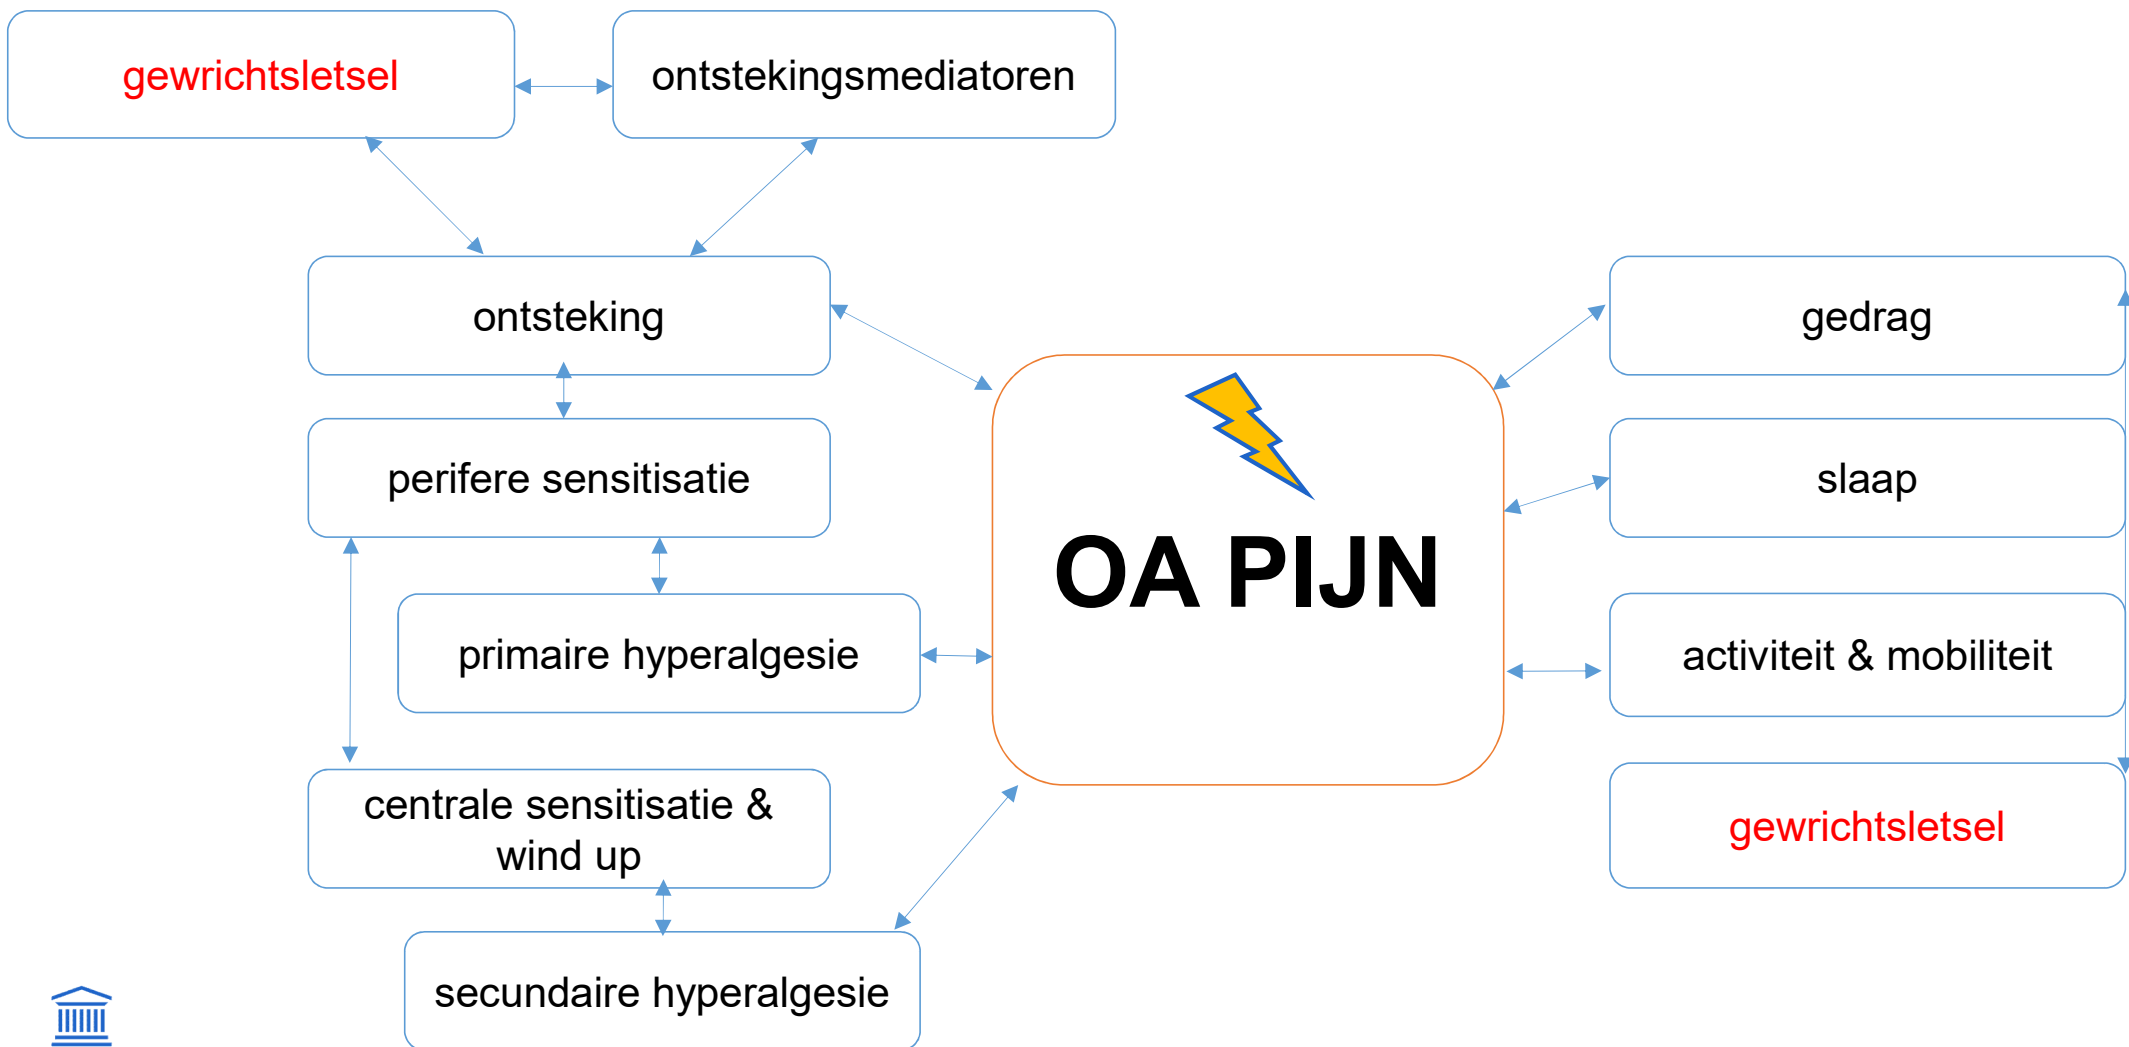 gewrichtsletsel
ontstekingsmediatoren
ontsteking
gedrag
perifere sensitisatie
slaap
OA PIJN
primaire hyperalgesie
activiteit & mobiliteit
centrale sensitisatie &
wind up
gewrichtsletsel
secundaire hyperalgesie